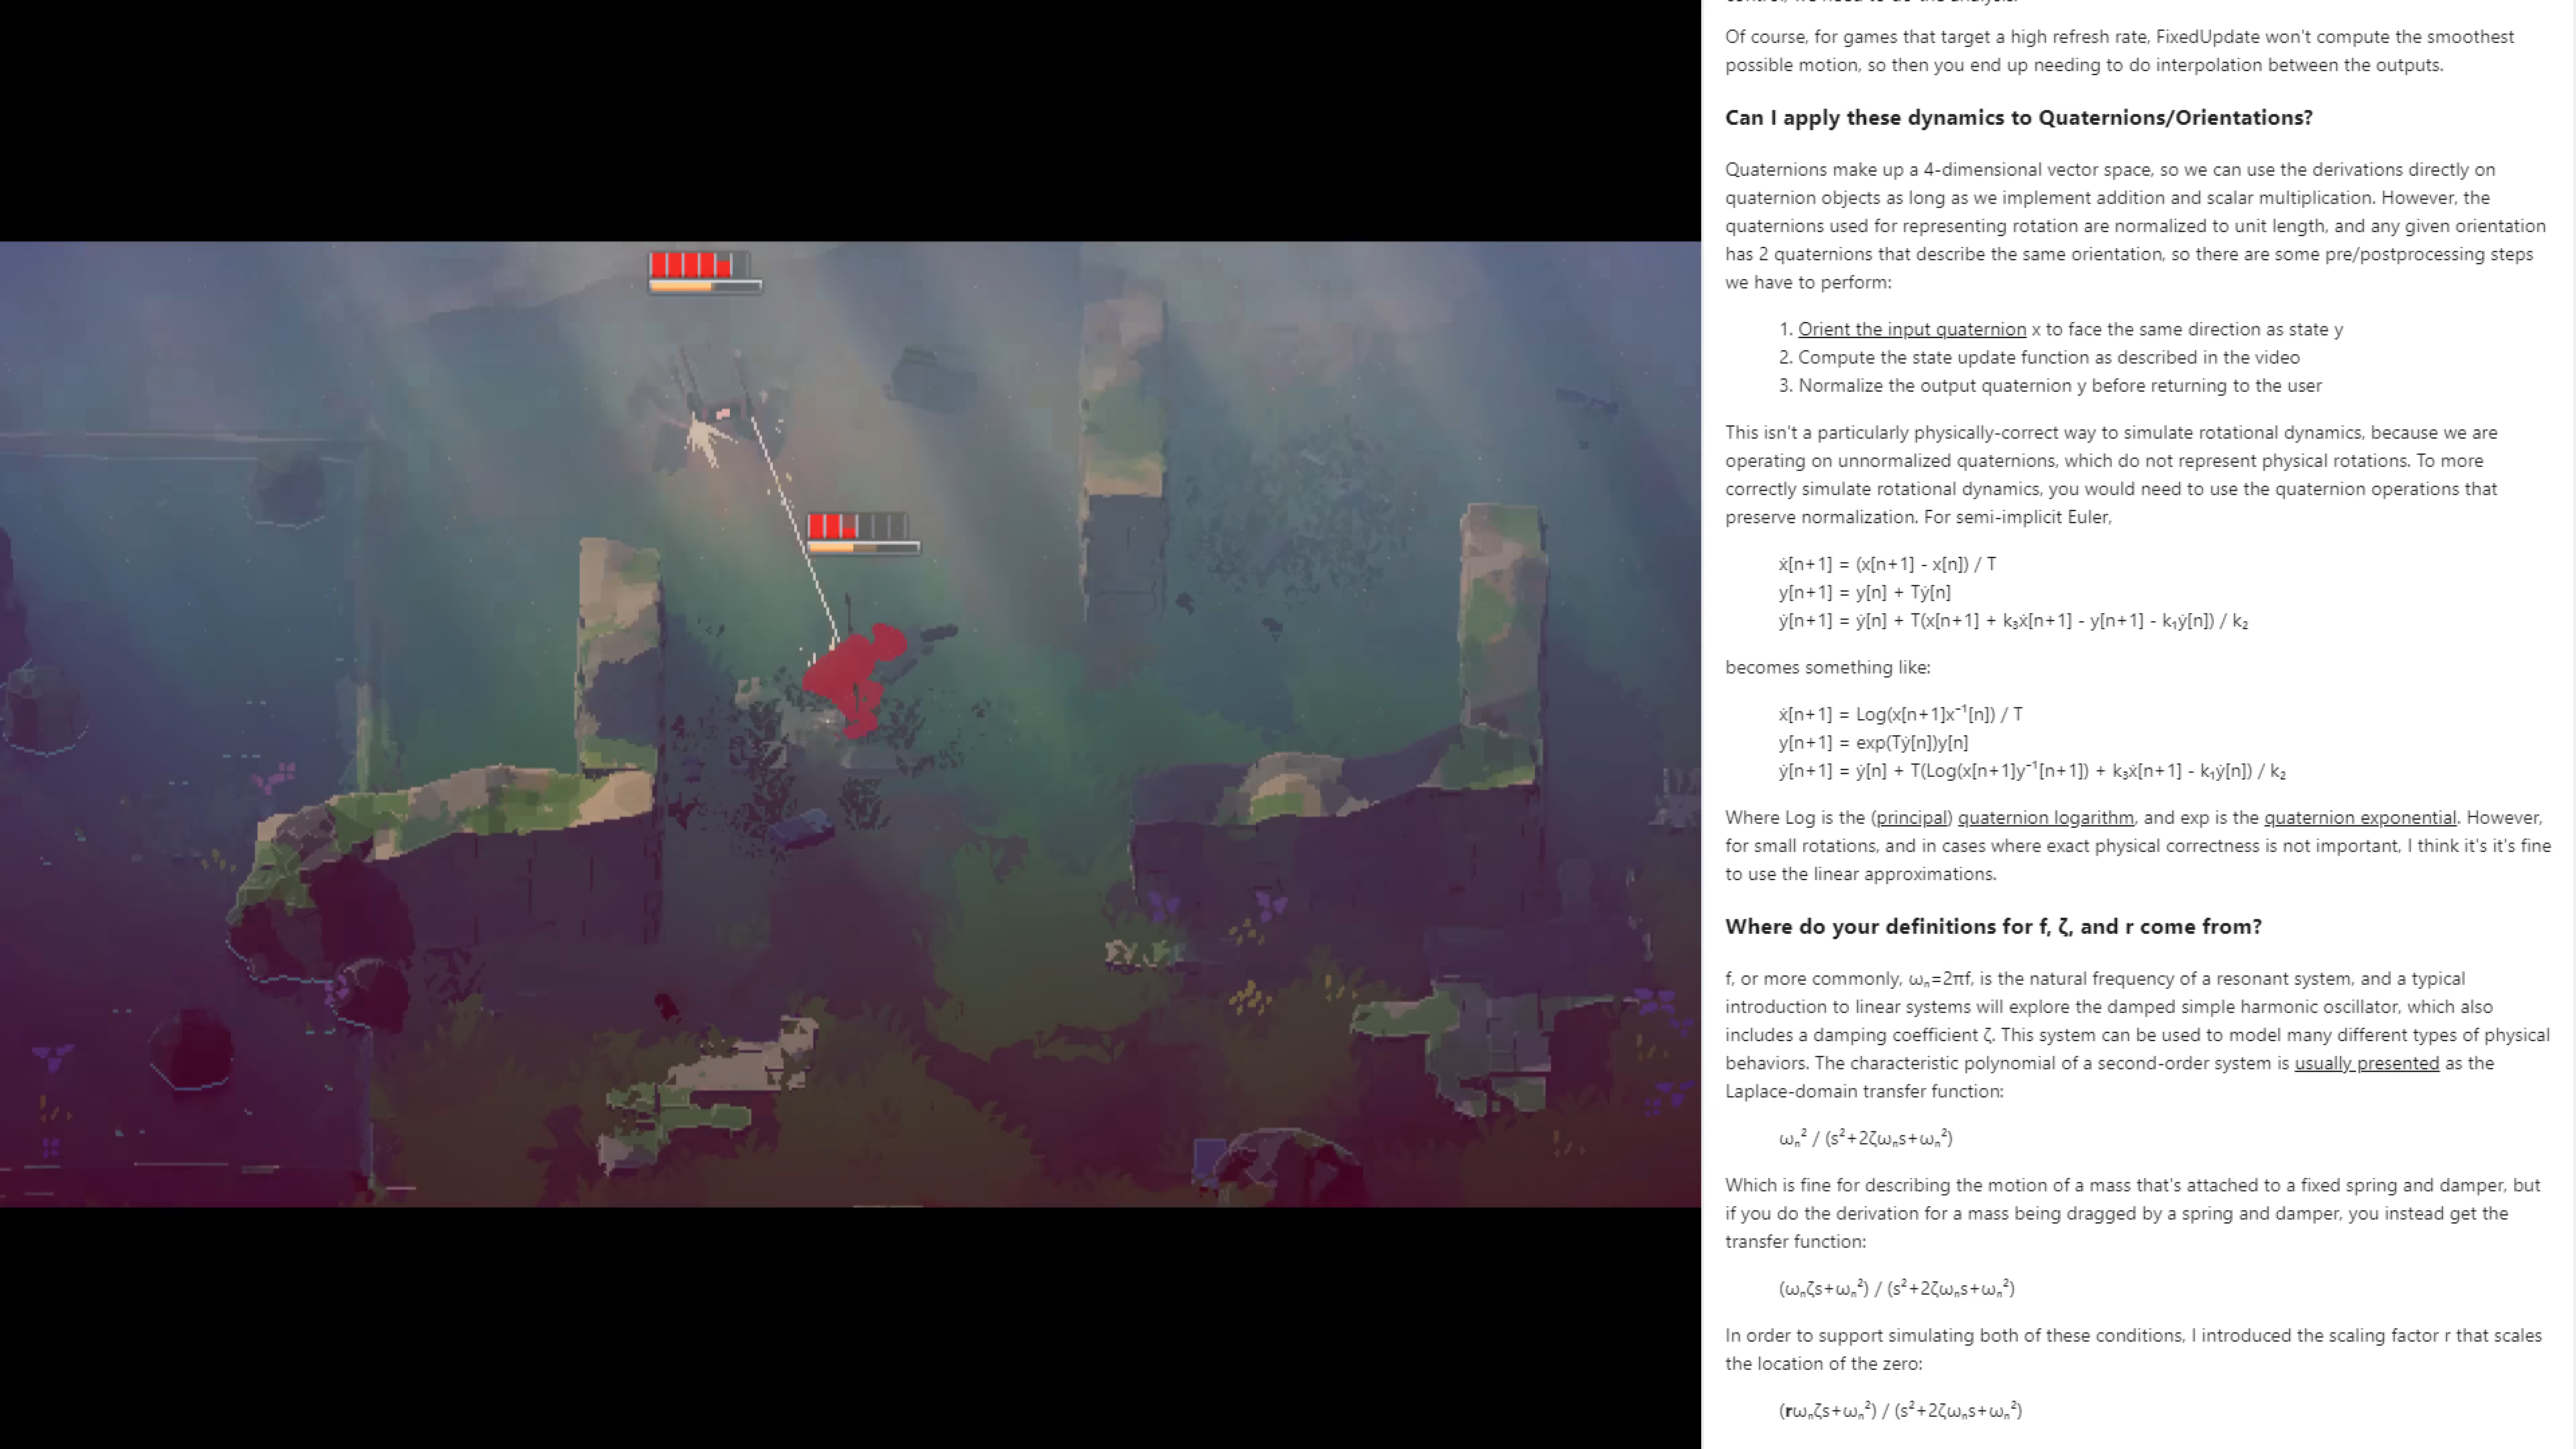 Of course, for games that target a high refresh rate, FixedUpdate won't compute the smoothest
possible motion, so then you end up needing to do interpolation between the outputs.
Can I apply these dynamics to Quaternions/Orientations?
Quaternions make up a 4-dimensional vector space, so we can use the derivations directly on
quaternion objects as long as we implement addition and scalar multiplication. However, the
quaternions used for representing rotation are normalized to unit length, and any given orientation
has 2 quaternions that describe the same orientation, so there are some pre/postprocessing steps
we have to perform:
1. Orient the input quaternion x to face the same direction as state y
2. Compute the state update function as described in the video
3. Normalize the output quaternion y before returning to the user
This isn't a particularly physically-correct way to simulate rotational dynamics, because we are
operating on unnormalized quaternions, which do not represent physical rotations. To more
correctly simulate rotational dynamics, you would need to use the quaternion operations that
preserve normalization. For semi-implicit Euler,
ẋ[n+1] = (x[n+1] - x[n]) / T
y[n+1] = y[n] + Tẏ[n]
ẏ[n+1] = ẏ[n] + T(x[n+1] + k₃ẋ[n+1] - y[n+1] - k₁ẏ[n]) / k₂
becomes something like:
ẋ[n+1] = Log(x[n+1]x⁻¹[n]) / T
y[n+1] = exp(Tẏ[n])y[n]
ẏ[n+1] = ẏ[n] + T(Log(x[n+1]y⁻¹[n+1]) + k₃ẋ[n+1] - k₁ẏ[n]) / k₂
Where Log is the (principal) quaternion logarithm, and exp is the quaternion exponential. However,
for small rotations, and in cases where exact physical correctness is not important, I think it's it's fine
to use the linear approximations.
Where do your definitions for f, ζ, and r come from?
f, or more commonly, ωₙ=2πf, is the natural frequency of a resonant system, and a typical
introduction to linear systems will explore the damped simple harmonic oscillator, which also
includes a damping coefficient ζ. This system can be used to model many different types of physical
behaviors. The characteristic polynomial of a second-order system is usually presented as the
Laplace-domain transfer function:
ωₙ² / (s²+2ζωₙs+ωₙ²)
Which is fine for describing the motion of a mass that's attached to a fixed spring and damper, but
if you do the derivation for a mass being dragged by a spring and damper, you instead get the
transfer function:
(ωₙζs+ωₙ²) / (s²+2ζωₙs+ωₙ²)
In order to support simulating both of these conditions, I introduced the scaling factor r that scales
the location of the zero:
(rωₙζs+ωₙ²) / (s²+2ζωₙs+ωₙ²)